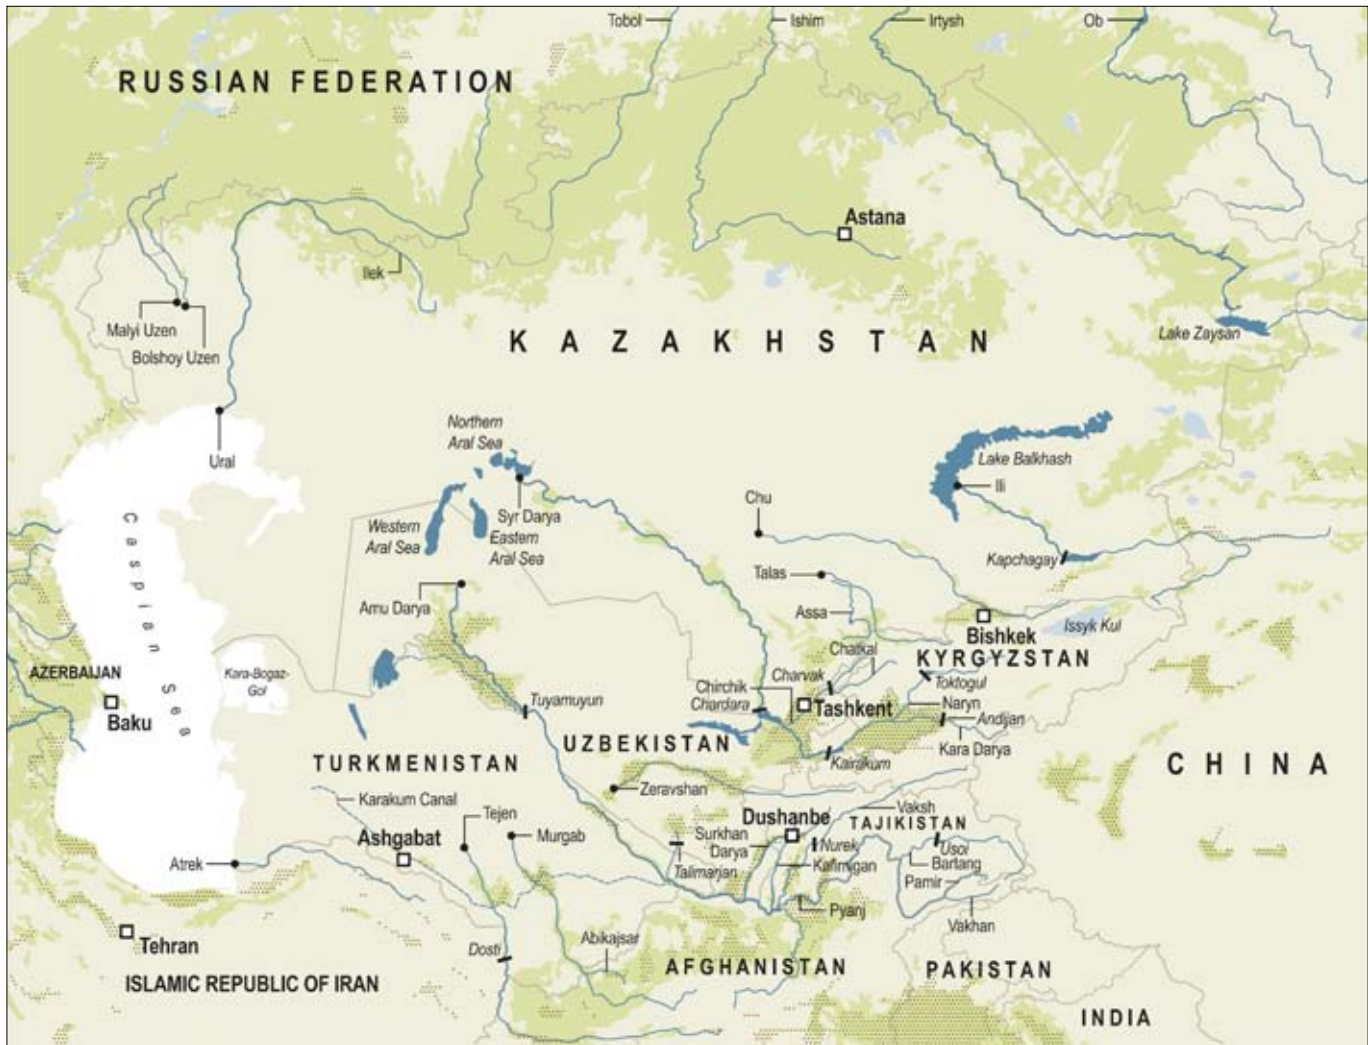 Tobol
Ishim
Irtysh
Ob
RUSSIAN FEDERATION
Astana
Ilek
Malyi Uzen
Bolshoy Uzen
KAZAKHSTAN
Lake Zaysan
Northern
Aral Sea
Lake Balkhash
Ural
Ili
Chu
Syr Darya
Western
Aral Sea
Eastern
Aral Sea
Kapchagay
Caspian Sea
Talas
Amu Darya
Assa
Bishkek
Issyk Kul
Chatkal
KYRGYZSTAN
AZERBAIJAN
Kara-Bogaz-
Gol
Charvak
Toktogul
Chirchik
Chardara
Tuyamuyun
Tashkent
Naryn
Andijan
Baku
UZBEKISTAN
Kara Darya
Kairakum
TURKMENISTAN
CHINA
Zeravshan
Karakum Canal
Tejen
Vaksh
Dushanbe
TAJIKISTAN
Ashgabat
Murgab
Surkhan
Darya
Nurek
Usoi
Atrek
Talimarjan
Kafirnigan
Bartang
Pamir
Pyanj
Vakhan
Tehran
Dosti
Abikajsar
AFGHANISTAN
PAKISTAN
ISLAMIC REPUBLIC OF IRAN
INDIA